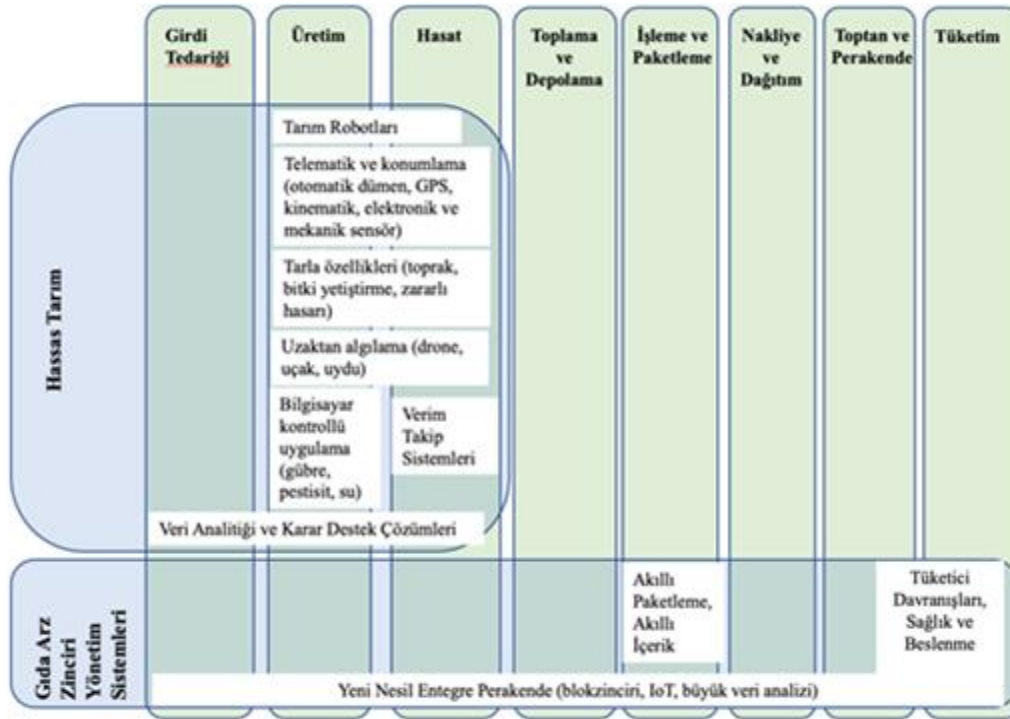 Girdi
Tedariği
Üretim
Hasat
Toplama
ve
Depolama
İşleme ve
Paketleme
Nakliye
ve
Dağıtım
Toptan ve
Perakende
Tüketim
Hassas Tarım
Tarım Robotları
Telematik ve konumlama
(otomatik dümen, GPS,
kinematik, elektronik ve
mekanik sensör)
Tarla özellikleri (toprak,
bitki yetiştirme, zararlı
hasarı)
Uzaktan algılama (drone,
uçak, uydu)
Bilgisayar
kontrollü
uygulama
(gübre,
pestisit, su)
Verim
Takip
Sistemleri
Veri Analitiği ve Karar Destek Çözümleri
Gıda Arz
Zinciri
Yönetim
Sistemleri
Akıllı
Paketleme,
Akıllı
İçerik
Tüketici
Davranışları,
Sağlık ve
Beslenme
Yeni Nesil Entegre Perakende (blokzinciri, IoT, büyük veri analizi)